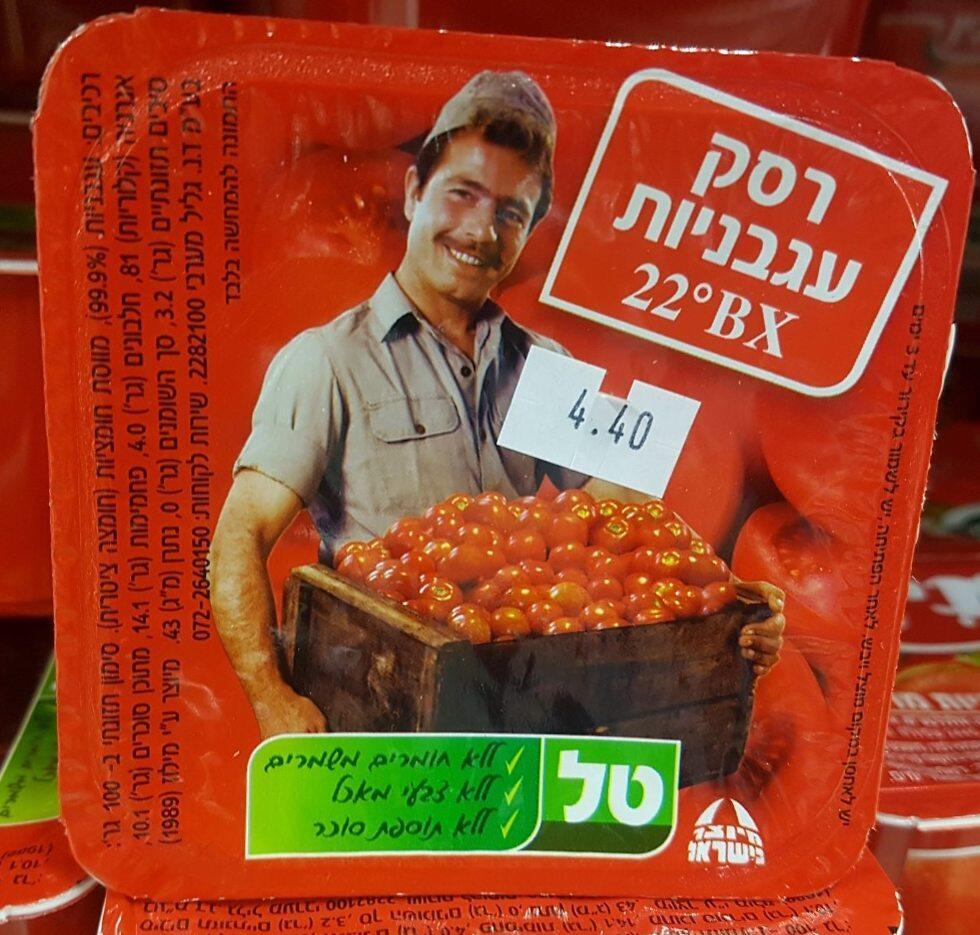 רסק
עגבניות
22°BX
4.40
רכיבים: עגבניות (99.9%), מווסת חומציות (חומצה ציטרית). סימון תזונתי ב- 100 גר':
אנרגיה (קלוריות) 81, חלבונים (גר') 4.0, פחמימות (גר') 14.1, מתוכן סוכרים (גר') 10.1,
סיבים תזונתיים (גר') 3.2, סך השומנים (גר') 0, נתרן (מ"ג) 43. מיוצר ע"י מילון (1989)
בע"מ ד.נ. גליל מערבי 2282100. שירות לקוחות: 072-2640150
התמונה להמחשה בלבד
טל
ללא חומרים משמרים
ללא צבעי מאכל
ללא תוספת סוכר
מיוצר
בישראל